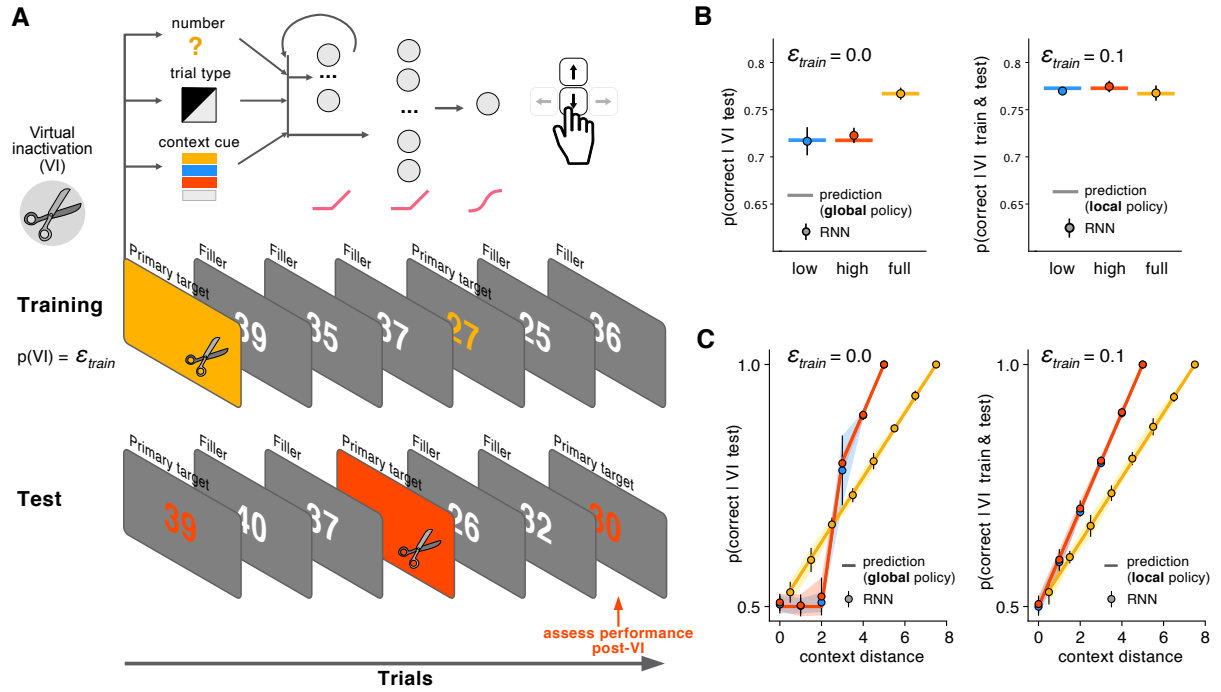 A
number
?
trial type
context cue
...
...
Virtual
inactivation
(VI)
Training
p(VI) = ε_train
Primary target
Filler
Filler
Filler
Primary target
Filler
Filler
39
35
37
27
25
36
Test
Primary target
Filler
Filler
Primary target
Filler
Filler
Primary target
39
40
37
26
32
30
assess performance
post-VI
Trials
B
ε_train = 0.0
p(correct | VI test)
0.8
0.75
0.7
0.65
prediction
(global policy)
RNN
low high full
ε_train = 0.1
p(correct | VI train & test)
0.8
0.75
0.7
0.65
prediction
(local policy)
RNN
low high full
C
ε_train = 0.0
p(correct | VI test)
1.0
0.5
prediction
(global policy)
RNN
0 2 4 6 8
context distance
ε_train = 0.1
p(correct | VI train & test)
1.0
0.5
prediction
(local policy)
RNN
0 2 4 6 8
context distance